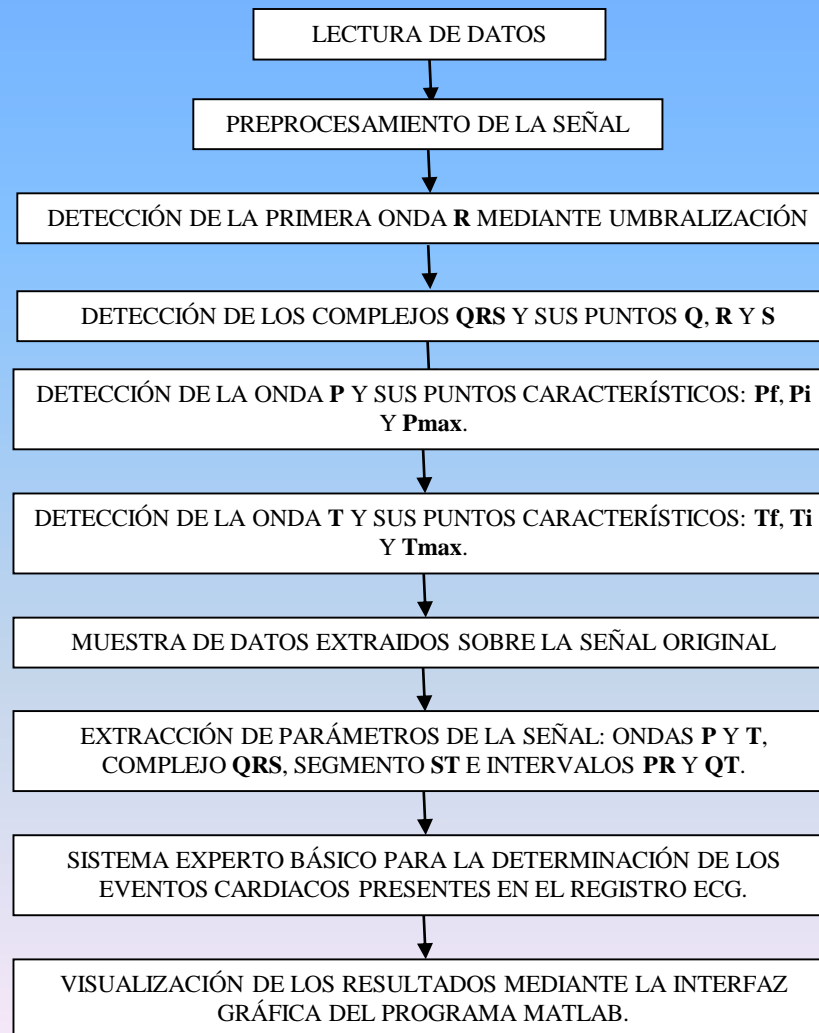 LECTURA DE DATOS
PREPROCESAMIENTO DE LA SEÑAL
DETECCIÓN DE LA PRIMERA ONDA R MEDIANTE UMBRALIZACIÓN
DETECCIÓN DE LOS COMPLEJOS QRS Y SUS PUNTOS Q, R Y S
DETECCIÓN DE LA ONDA P Y SUS PUNTOS CARACTERÍSTICOS: Pf, Pi
Y Pmax.
DETECCIÓN DE LA ONDA T Y SUS PUNTOS CARACTERÍSTICOS: Tf, Ti
Y Tmax.
MUESTRA DE DATOS EXTRAIDOS SOBRE LA SEÑAL ORIGINAL
EXTRACCIÓN DE PARÁMETROS DE LA SEÑAL: ONDAS P Y T,
COMPLEJO QRS, SEGMENTO ST E INTERVALOS PR Y QT.
SISTEMA EXPERTO BÁSICO PARA LA DETERMINACIÓN DE LOS
EVENTOS CARDIACOS PRESENTES EN EL REGISTRO ECG.
VISUALIZACIÓN DE LOS RESULTADOS MEDIANTE LA INTERFAZ
GRÁFICA DEL PROGRAMA MATLAB.